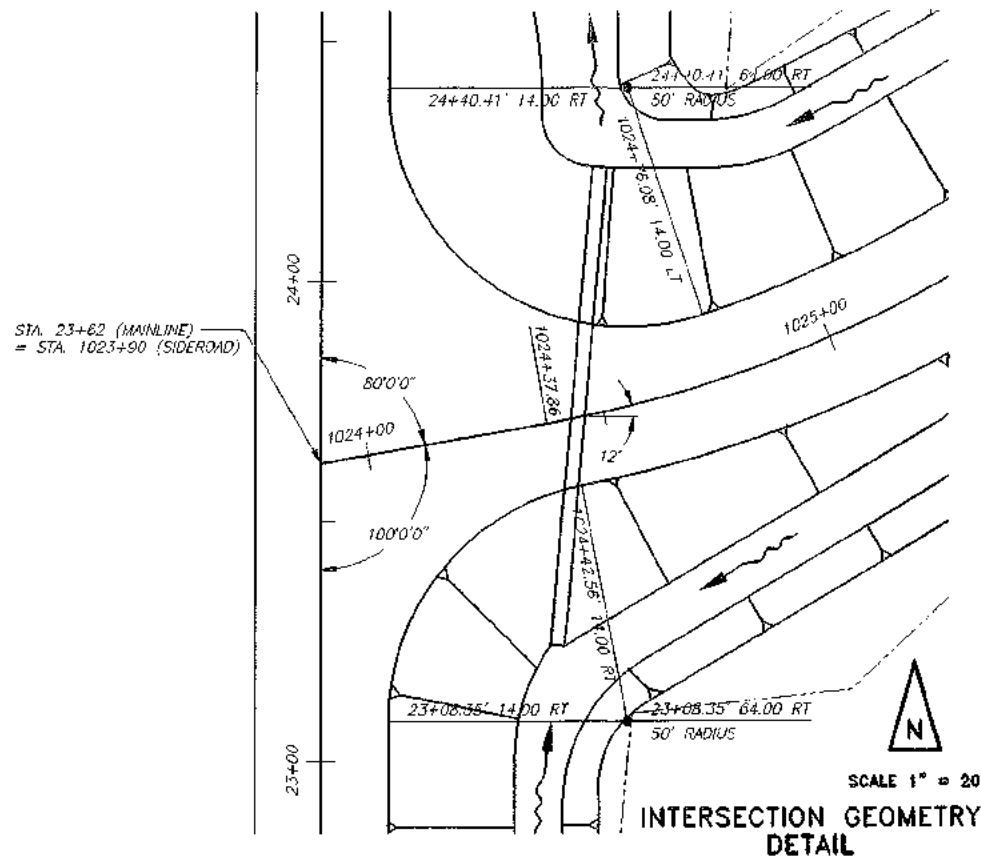 24+40.41' 64.00 RT
24+40.41' 14.00 RT
50' RADIUS
14.00 LT
24+00
STA. 23+62 (MAINLINE)
= STA. 1023+90 (SIDEROAD)
1025+00
1024+37.86
80°0'0"
1024+00
12'
100°0'0"
1024+42.56' 14.00 RT
23+08.35' 14.00 RT
23+08.35' 64.00 RT
50' RADIUS
23+00
N
SCALE 1" = 20
INTERSECTION GEOMETRY
DETAIL